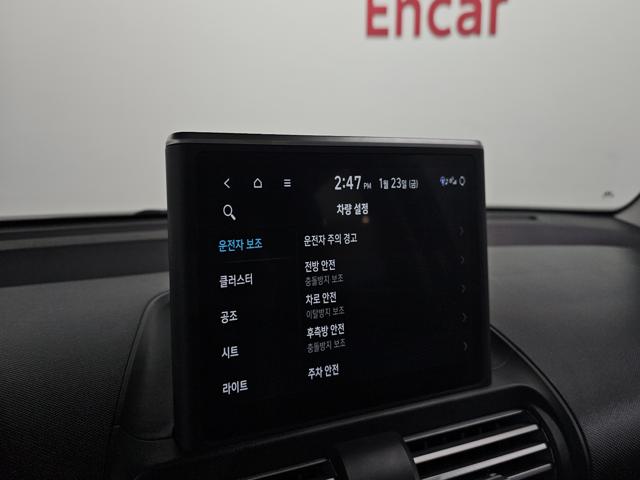 Encar
2:47 PM 1월 23일 (금)
차량 설정
운전자 보조
운전자 주의 경고
전방 안전
충돌방지 보조
클러스터
차로 안전
이탈방지 보조
공조
후측방 안전
충돌방지 보조
시트
주차 안전
라이트